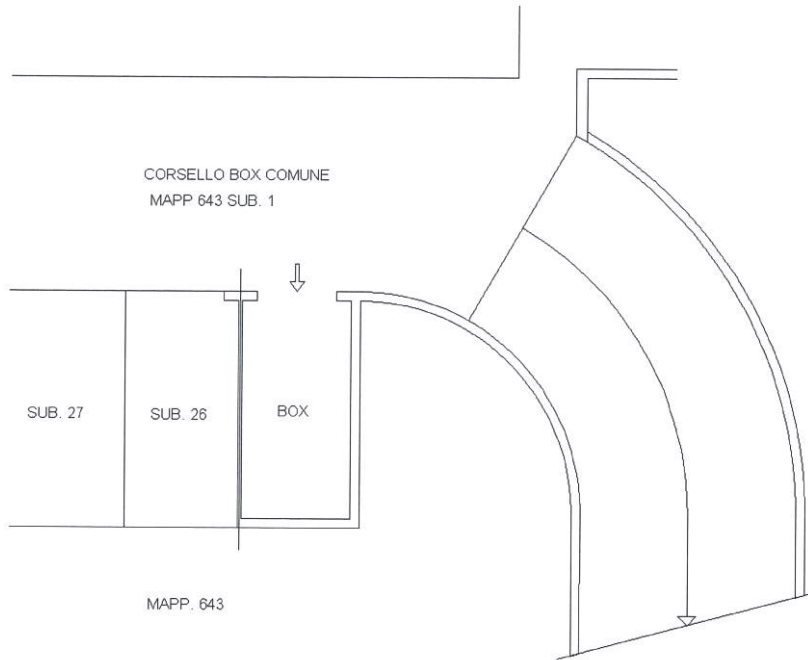 CORSELLO BOX COMUNE
MAPP 643 SUB. 1
SUB. 27
SUB. 26
BOX
MAPP. 643